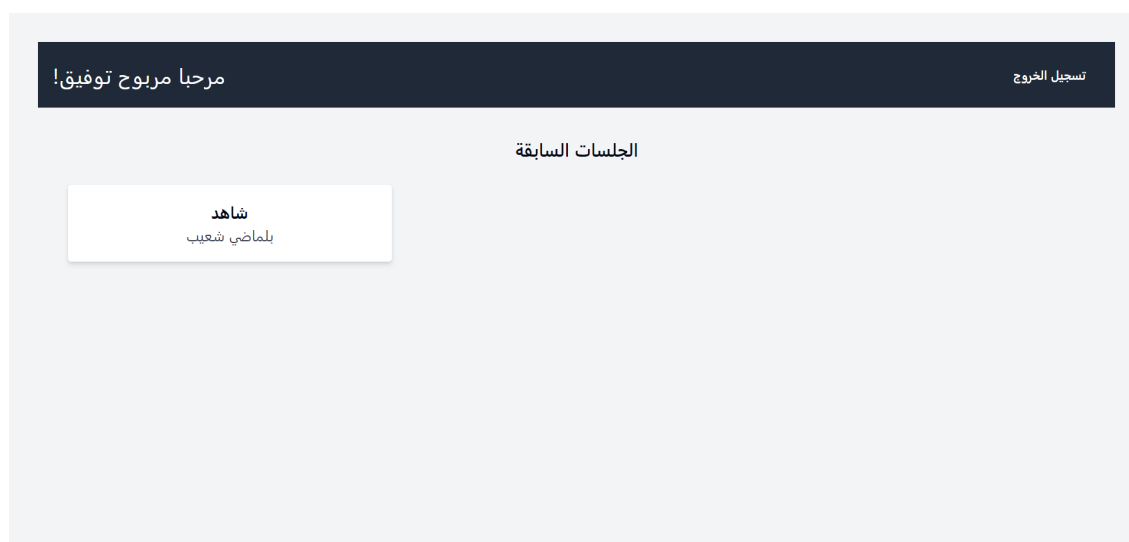 مرحبا مربوح توفيق!
تسجيل الخروج
الجلسات السابقة
شاهد
بلماضي شعيب